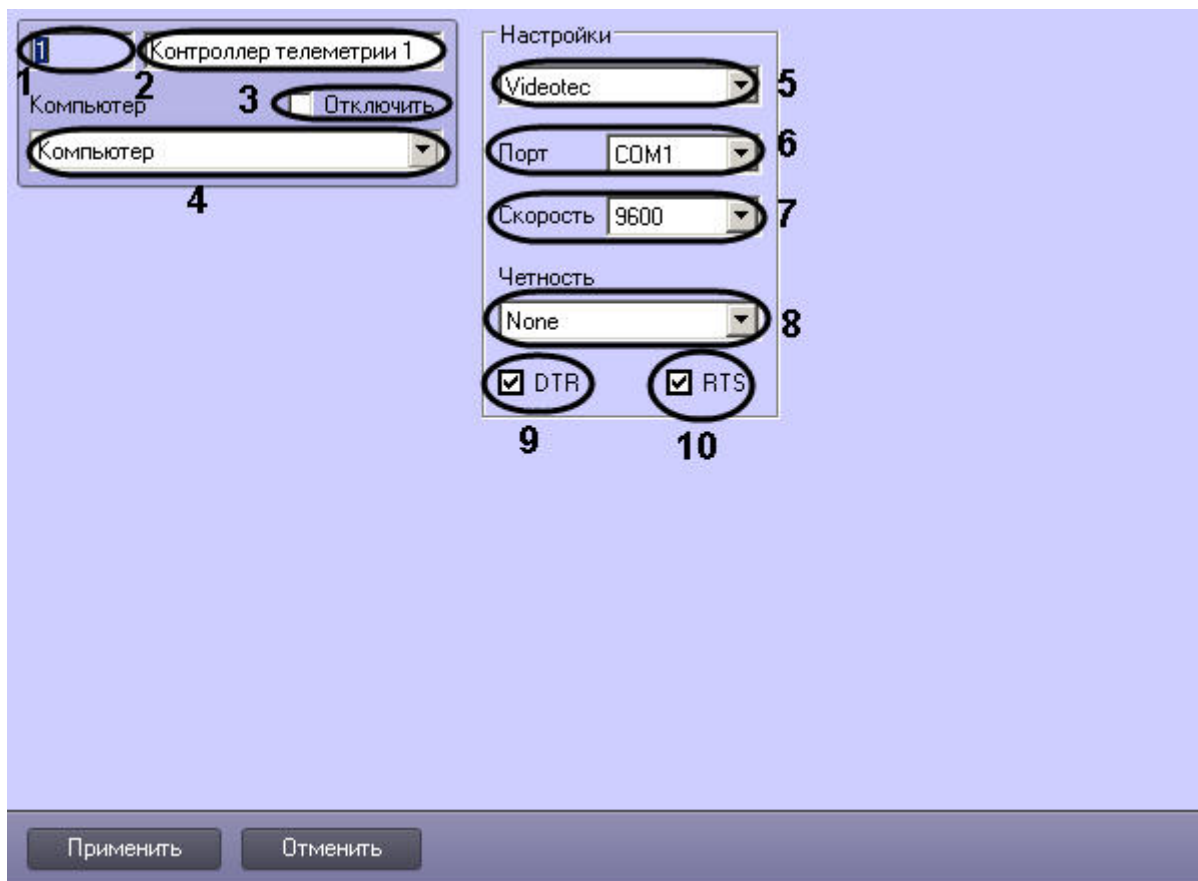 1
Контроллер телеметрии 1
1
2
Компьютер
3
Отключить
Компьютер
4
Настройки
Videotec
5
Порт
COM1
6
Скорость
9600
7
Четность
None
8
DTR
RTS
9
10
Применить
Отменить